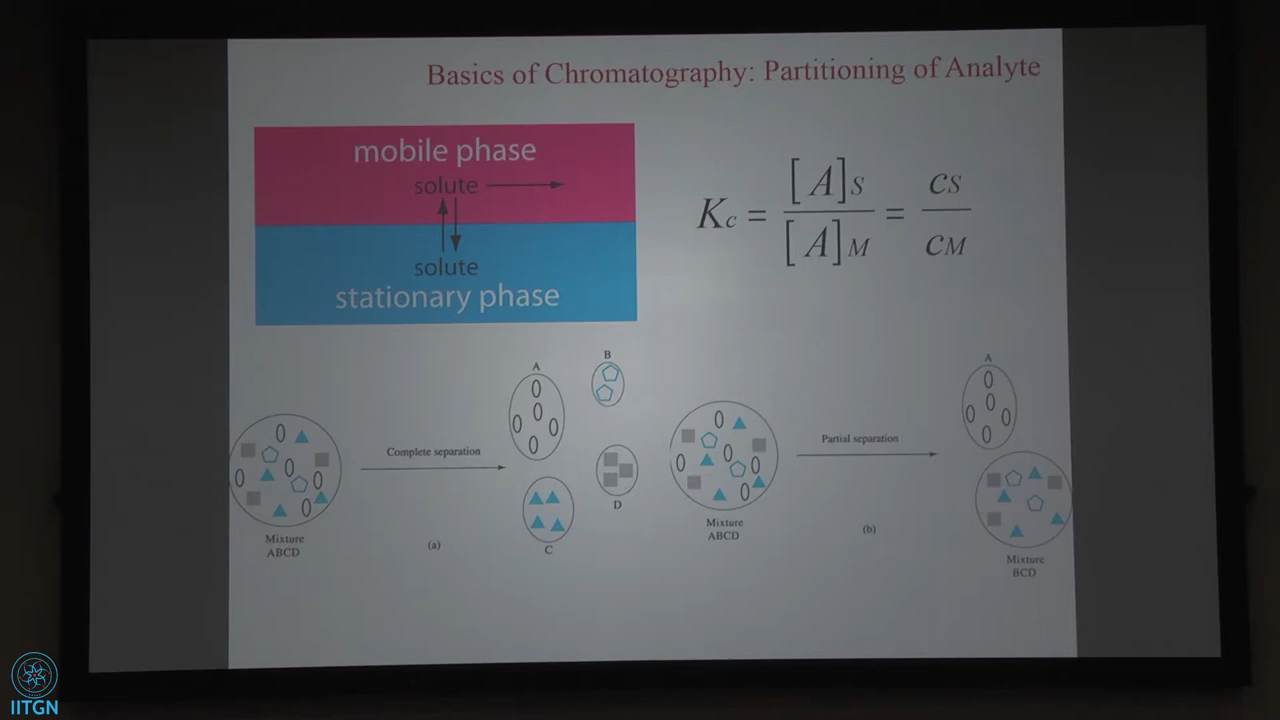 Basics of Chromatography: Partitioning of Analyte
mobile phase
solute
solute
stationary phase
Kc = [A]S / [A]M = cS / cM
A
B
Complete separation
C
D
Mixture
ABCD
(a)
A
Partial separation
Mixture
ABCD
(b)
Mixture
BCD
IITGN